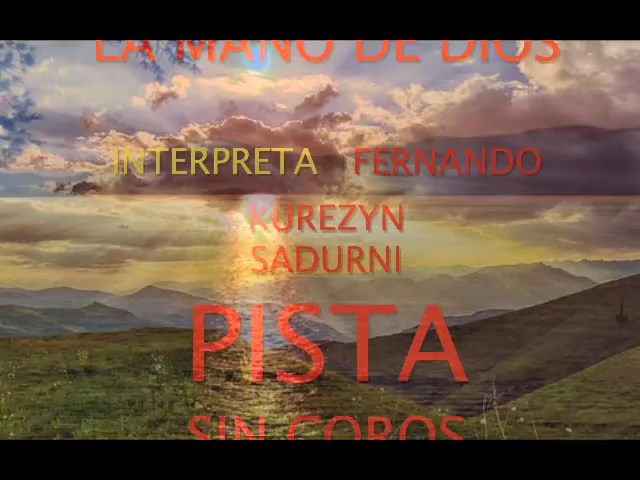 LA MANO DE DIOS
INTERPRETA FERNANDO
KUREZYN
SADURNI
PISTA
SIN COROS